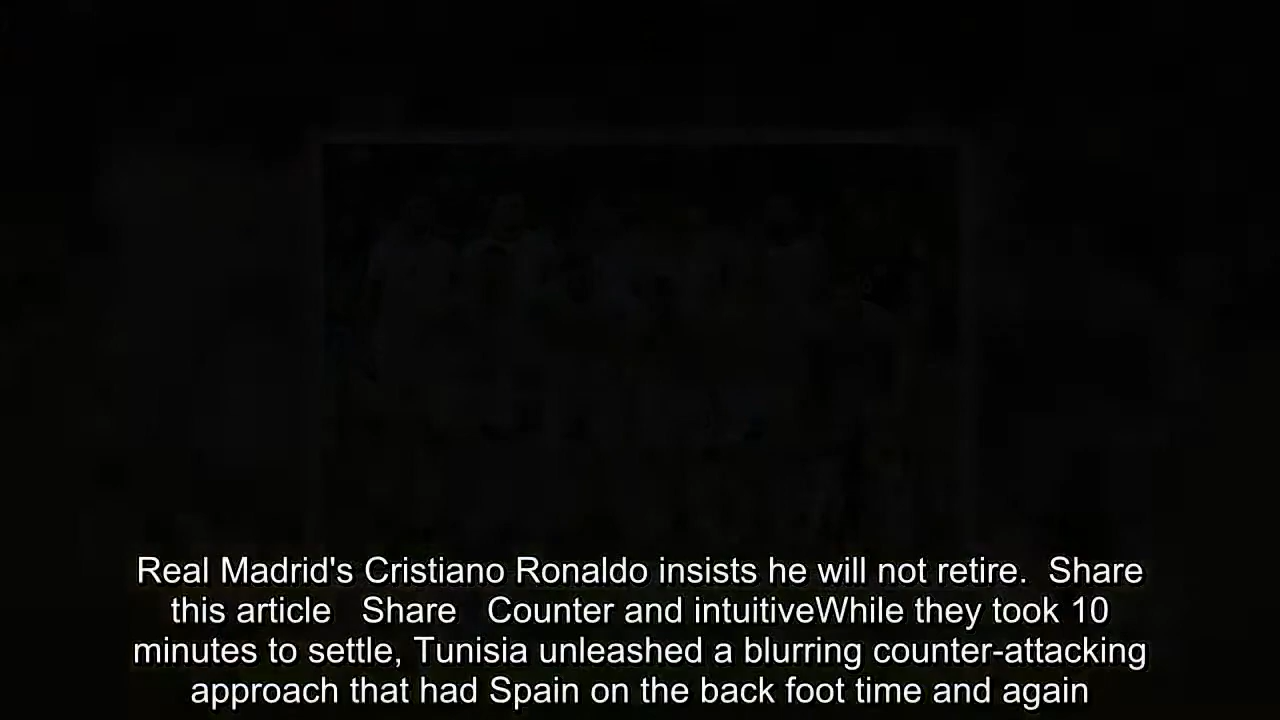 Real Madrid's Cristiano Ronaldo insists he will not retire.  Share
this article   Share   Counter and intuitiveWhile they took 10
minutes to settle, Tunisia unleashed a blurring counter-attacking
approach that had Spain on the back foot time and again